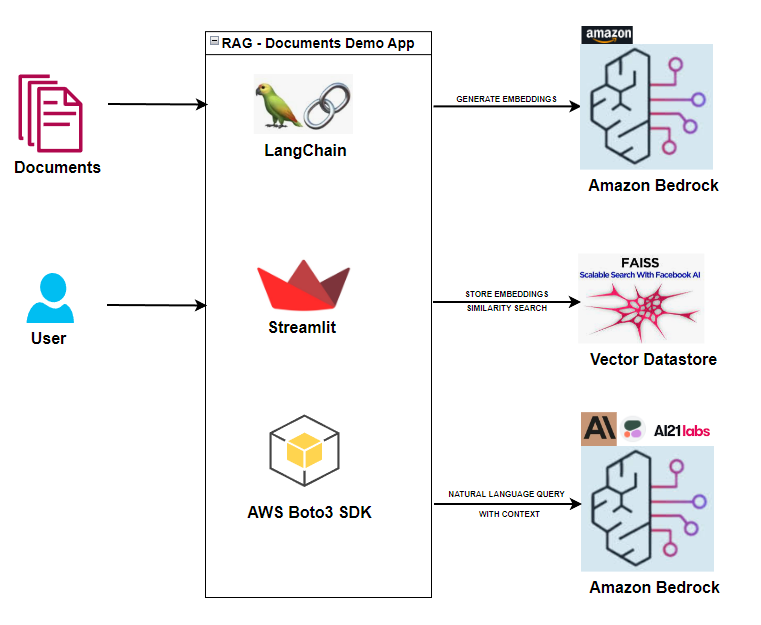 RAG - Documents Demo App
Documents
LangChain
GENERATE EMBEDDINGS
amazon
Amazon Bedrock
User
Streamlit
STORE EMBEDDINGS
SIMILARITY SEARCH
FAISS
Scalable Search With Facebook AI
Vector Datastore
AWS Boto3 SDK
NATURAL LANGUAGE QUERY
WITH CONTEXT
A\ AI21labs
Amazon Bedrock